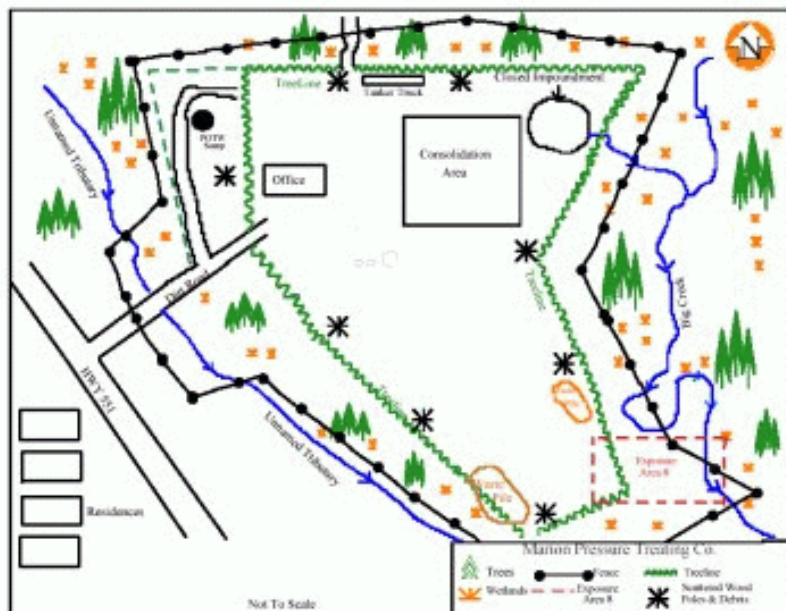 N
TreeLine
Tanker Truck
Closed Impoundment
Unnamed Tributary
POTW
Sump
Office
Consolidation
Area
Dirt Road
Treeline
Big Creek
HWY 551
Unnamed Tributary
Treeline
Waste
Pile
Exposure
Area 8
Residences
Not To Scale
Marion Pressure Treating Co.
Trees
Fence
Treeline
Wetlands
Exposure
Area 8
Scattered Wood
Poles & Debris